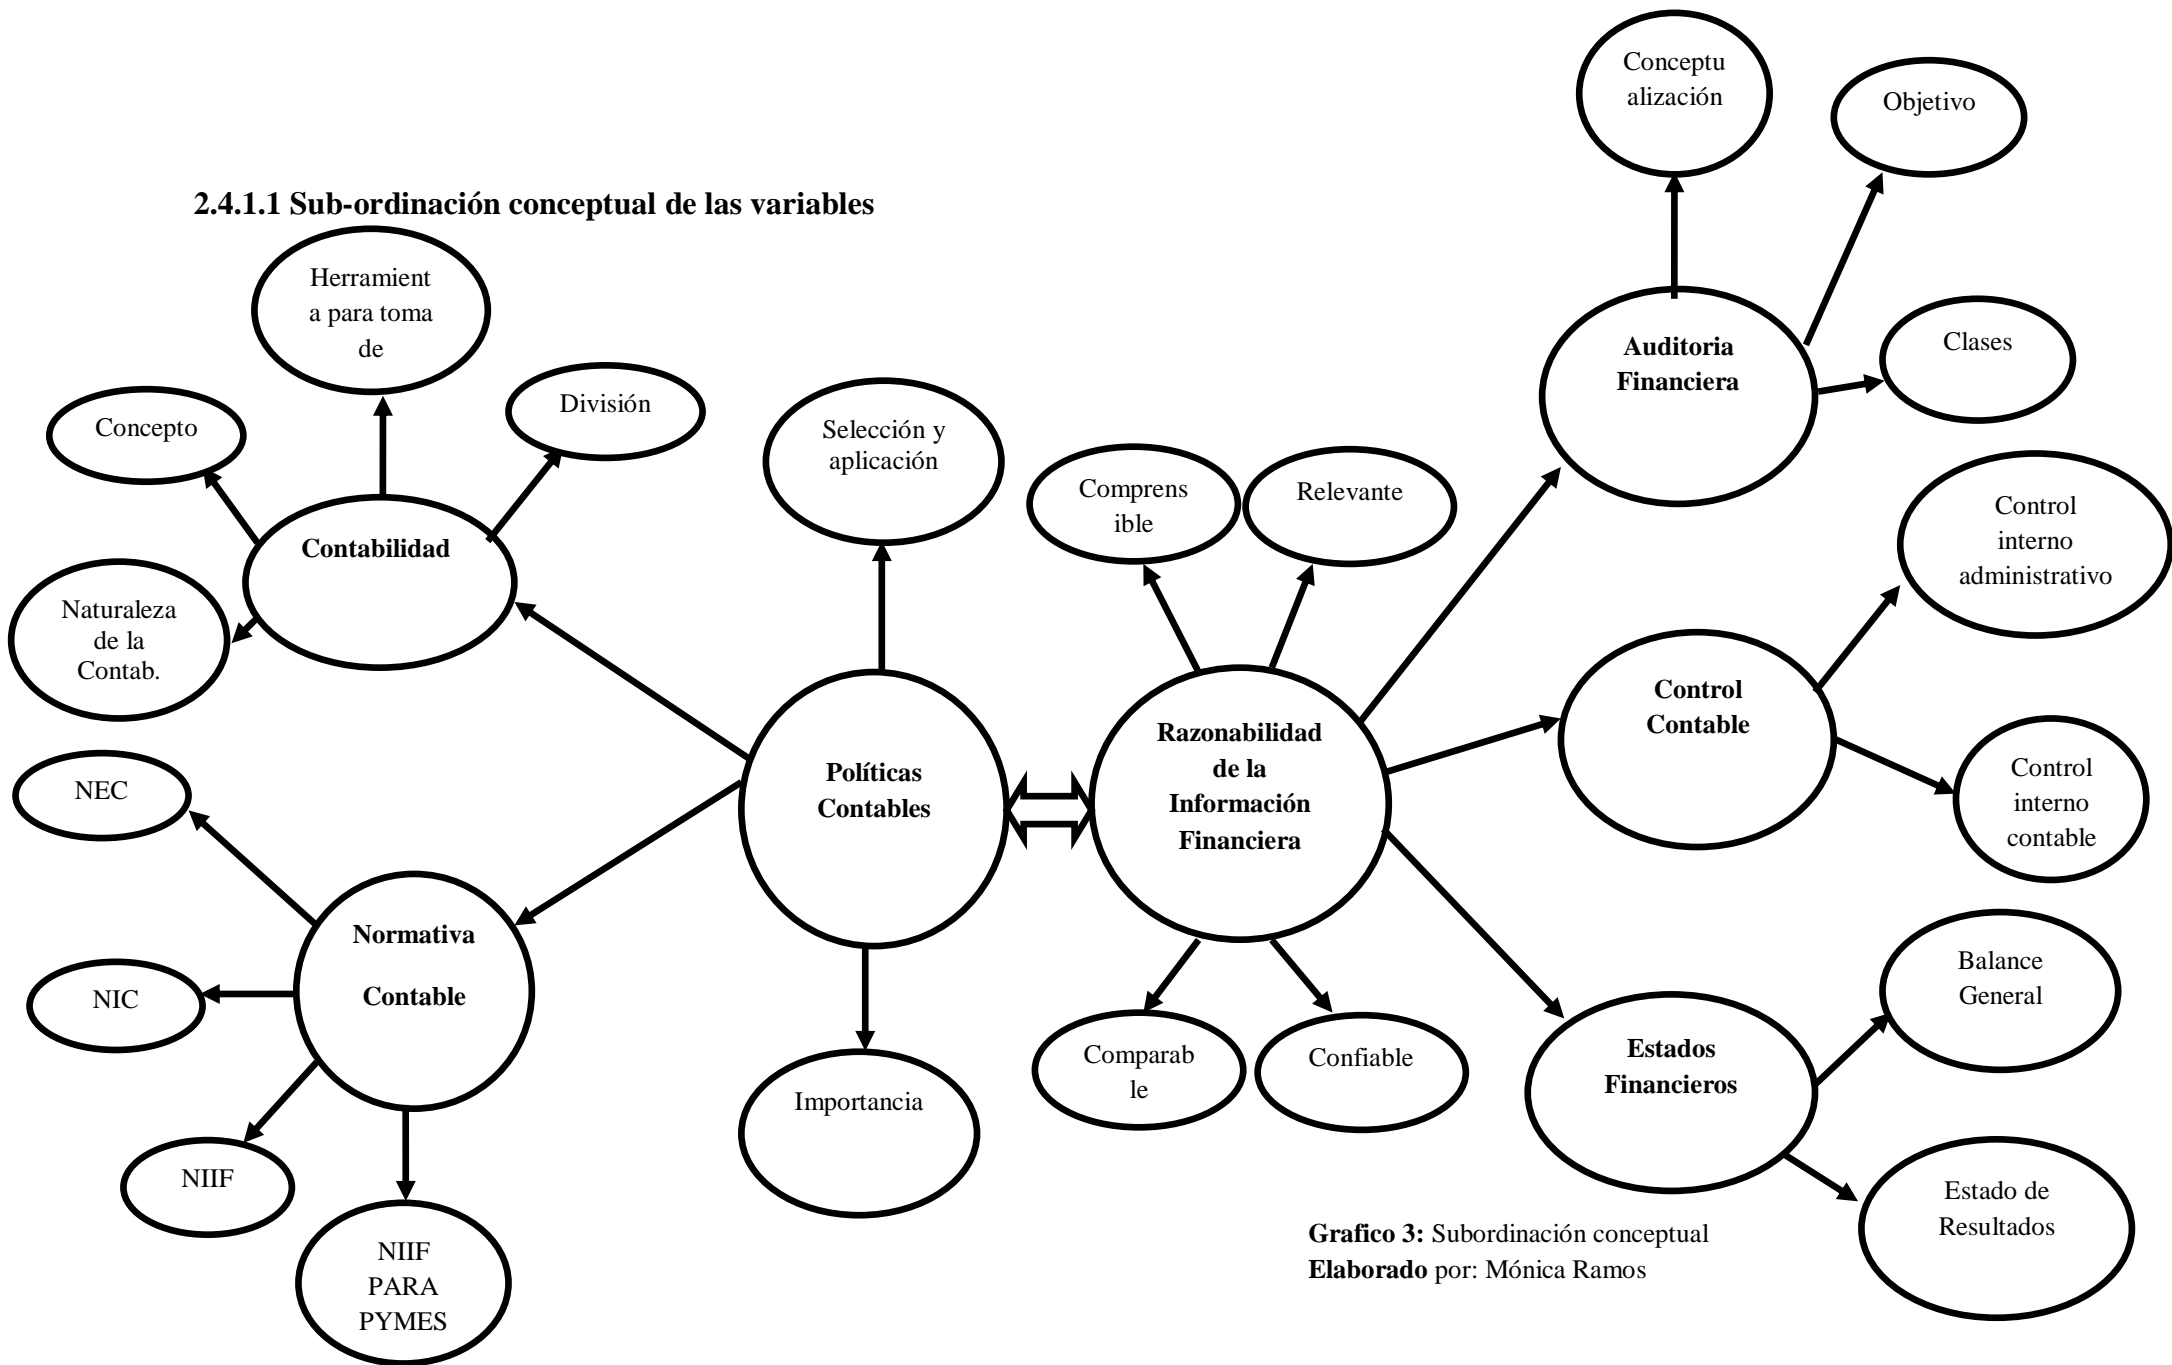 2.4.1.1 Sub-ordinación conceptual de las variables
Herramient
a para toma
de
Concepto
División
Contabilidad
Naturaleza
de la
Contab.
NEC
Normativa
Contable
NIC
NIIF
NIIF
PARA
PYMES
Selección y
aplicación
Políticas
Contables
Importancia
Comprens
ible
Relevante
Razonabilidad
de la
Información
Financiera
Comparab
le
Confiable
Conceptu
alización
Objetivo
Auditoria
Financiera
Clases
Control
interno
administrativo
Control
Contable
Control
interno
contable
Balance
General
Estados
Financieros
Estado de
Resultados
Grafico 3: Subordinación conceptual
Elaborado por: Mónica Ramos